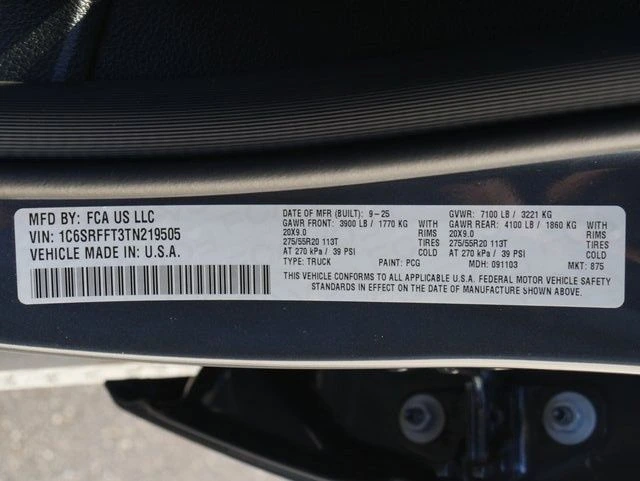 MFD BY: FCA US LLC
VIN: 1C6SRFFT3TN219505
VEHICLE MADE IN: U.S.A.
DATE OF MFR (BUILT): 9-25 GVWR: 7100 LB / 3221 KG
GAWR FRONT: 3900 LB / 1770 KG WITH GAWR REAR: 4100 LB / 1860 KG WITH
20X9.0 RIMS 20X9.0 RIMS
275/55R20 113T TIRES 275/55R20 113T TIRES
AT 270 kPa / 39 PSI COLD AT 270 kPa / 39 PSI COLD
TYPE: TRUCK PAINT: PCG MDH: 091103 MKT: 875
THIS VEHICLE CONFORMS TO ALL APPLICABLE U.S.A. FEDERAL MOTOR VEHICLE SAFETY
STANDARDS IN EFFECT ON THE DATE OF MANUFACTURE SHOWN ABOVE.